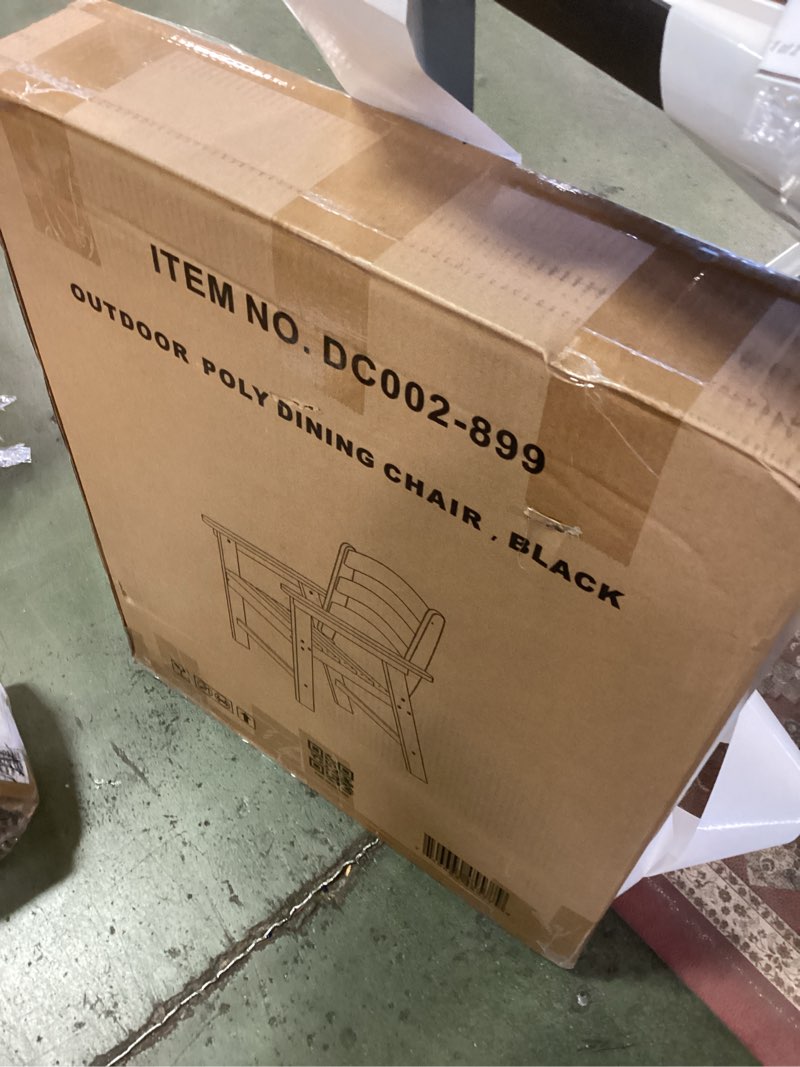 ITEM NO. DC002-899
OUTDOOR POLY DINING CHAIR , BLACK